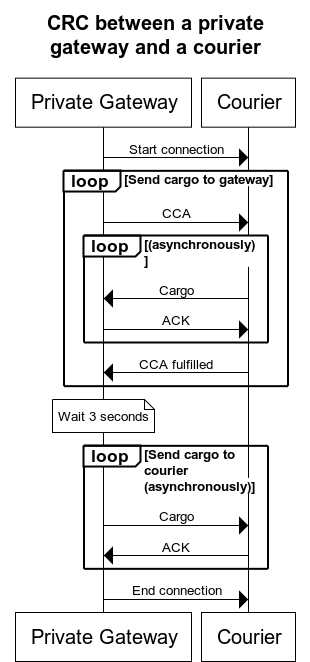 CRC between a private
gateway and a courier
Private Gateway
Courier
Start connection
loop
[Send cargo to gateway]
CCA
loop
[(asynchronously)
]
Cargo
ACK
CCA fulfilled
Wait 3 seconds
loop
[Send cargo to
courier
(asynchronously)]
Cargo
ACK
End connection
Private Gateway
Courier